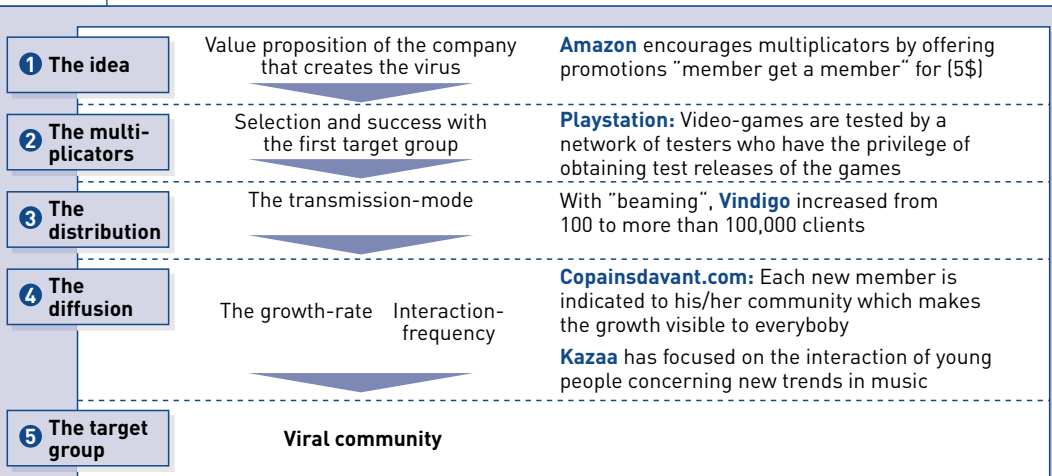 1 The idea
Value proposition of the company
that creates the virus
Amazon encourages multiplicators by offering
promotions "member get a member" for (5$)
2 The multi-
plicators
Selection and success with
the first target group
Playstation: Video-games are tested by a
network of testers who have the privilege of
obtaining test releases of the games
3 The
distribution
The transmission-mode
With "beaming", Vindigo increased from
100 to more than 100,000 clients
4 The
diffusion
The growth-rate
Interaction-
frequency
Copainsdavant.com: Each new member is
indicated to his/her community which makes
the growth visible to everyboby
Kazaa has focused on the interaction of young
people concerning new trends in music
5 The target
group
Viral community